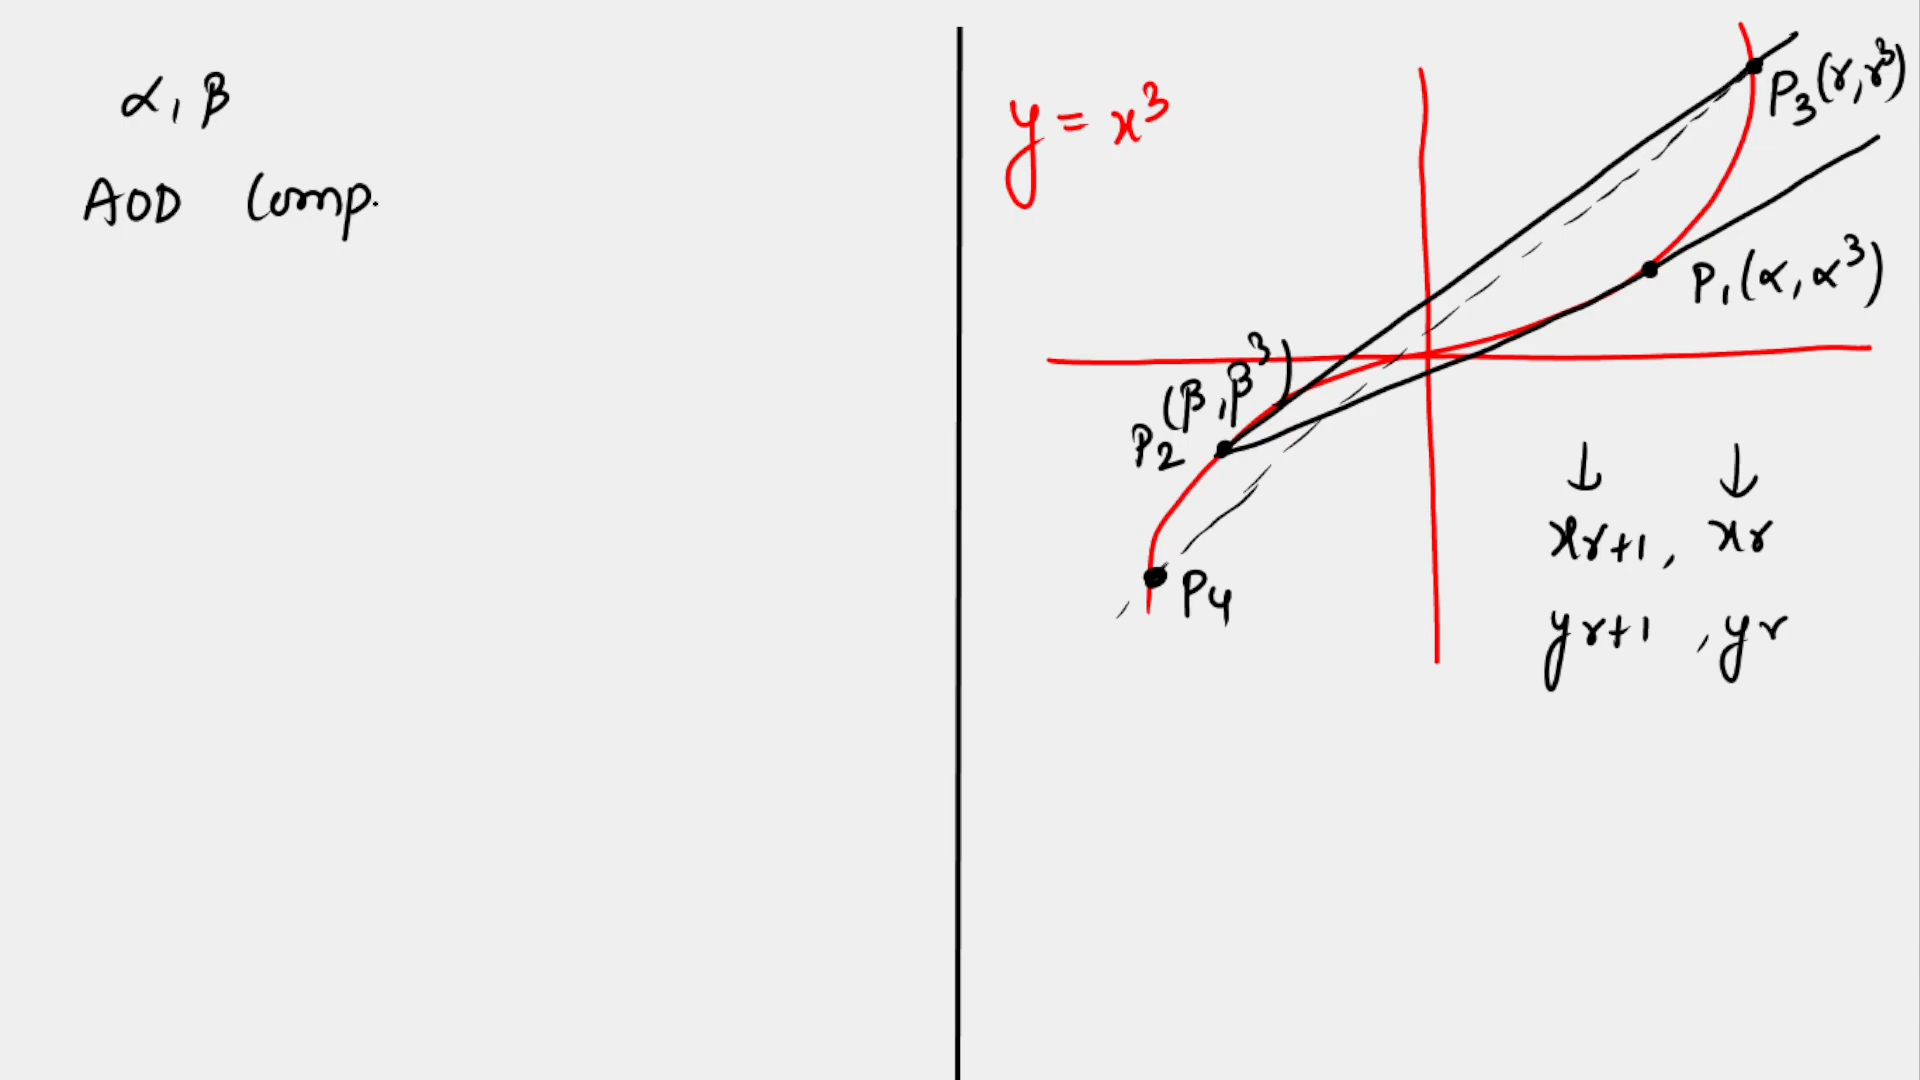 α, β
AOD Comp.
y = x³
P₃(γ, γ³)
P₁(α, α³)
(β, β³)
P₂
P₄
↓ ↓
xᵣ₊₁, xᵣ
yᵣ₊₁, yᵣ